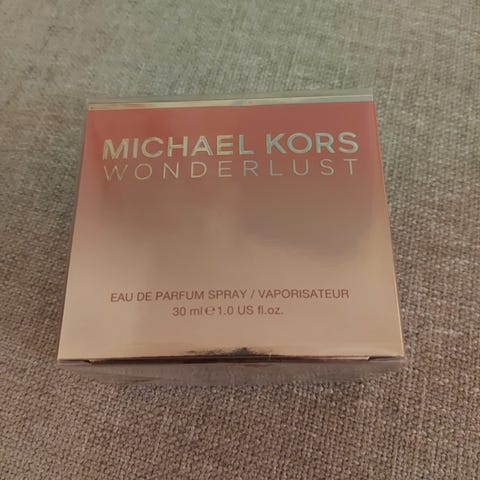 MICHAEL KORS
WONDERLUST
EAU DE PARFUM SPRAY / VAPORISATEUR
30 ml ℮ 1.0 US fl.oz.